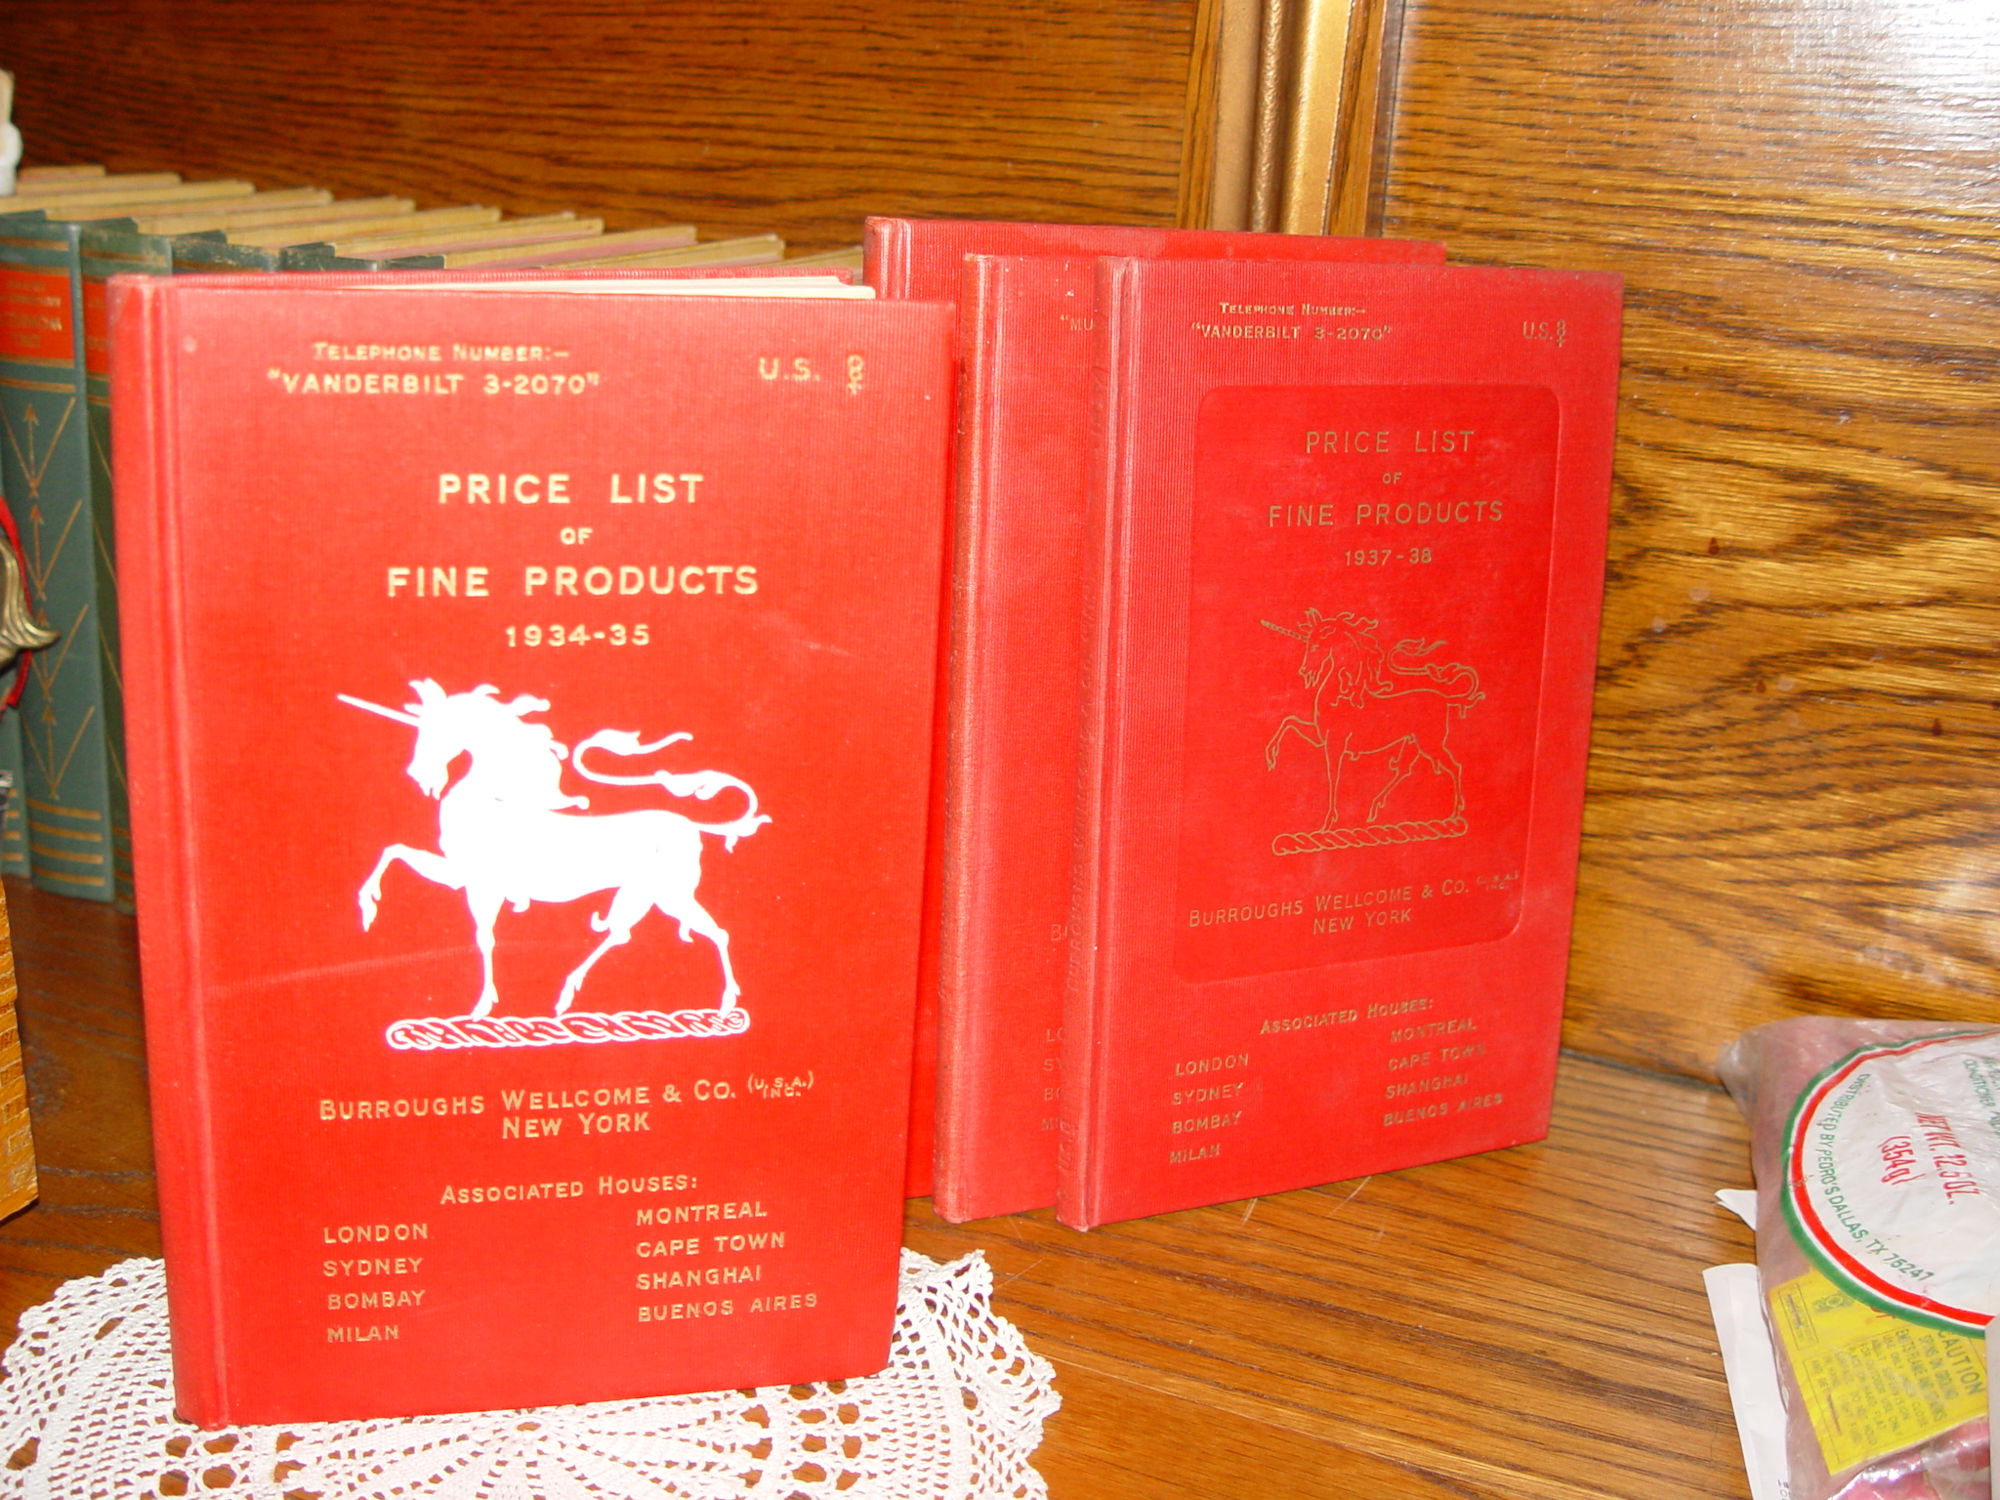 TELEPHONE NUMBER:—
"VANDERBILT 3-2070"
U.S.
PRICE LIST
OF
FINE PRODUCTS
1934-35
BURROUGHS WELLCOME & CO. (U.S.A.) INC.
NEW YORK
ASSOCIATED HOUSES:
LONDON MONTREAL
SYDNEY CAPE TOWN
BOMBAY SHANGHAI
MILAN BUENOS AIRES
"MU
TELEPHONE NUMBER:—
"VANDERBILT 3-2070"
U.S.
PRICE LIST
OF
FINE PRODUCTS
1937-38
BURROUGHS WELLCOME & CO. (U.S.A.) INC.
NEW YORK
ASSOCIATED HOUSES:
LONDON MONTREAL
SYDNEY CAPE TOWN
BOMBAY SHANGHAI
MILAN BUENOS AIRES
NET WT. 12.5 OZ.
(354g)
DISTRIBUTED BY PEDRO'S DALLAS, TX 75247
CAUTION